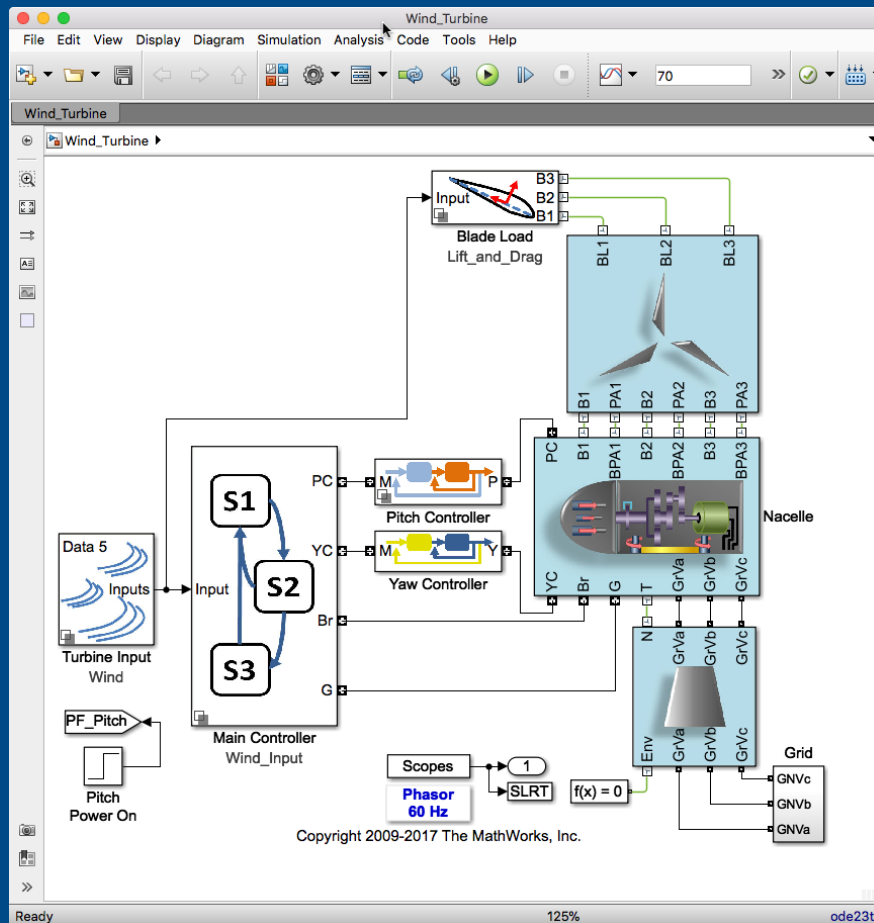 Wind_Turbine
File Edit View Display Diagram Simulation Analysis Code Tools Help
70
Wind_Turbine
Wind_Turbine
Input
B3
B2
B1
Blade Load
Lift_and_Drag
BL1 BL2 BL3
B1 PA1 B2 PA2 B3 PA3
PC B1 BPA1 B2 BPA2 B3 BPA3
Nacelle
YC Br G T GrVa GrVb GrVc
PC
M P
Pitch Controller
YC
M Y
Yaw Controller
Br
G
Input
S1
S2
S3
Main Controller
Wind_Input
Data 5
Inputs
Turbine Input
Wind
PF_Pitch
Pitch
Power On
N GrVa GrVb GrVc
Env GrVa GrVb GrVc
Grid
GNVc
GNVb
GNVa
Scopes
1
SLRT
f(x) = 0
Phasor
60 Hz
Copyright 2009-2017 The MathWorks, Inc.
Ready 125% ode23t